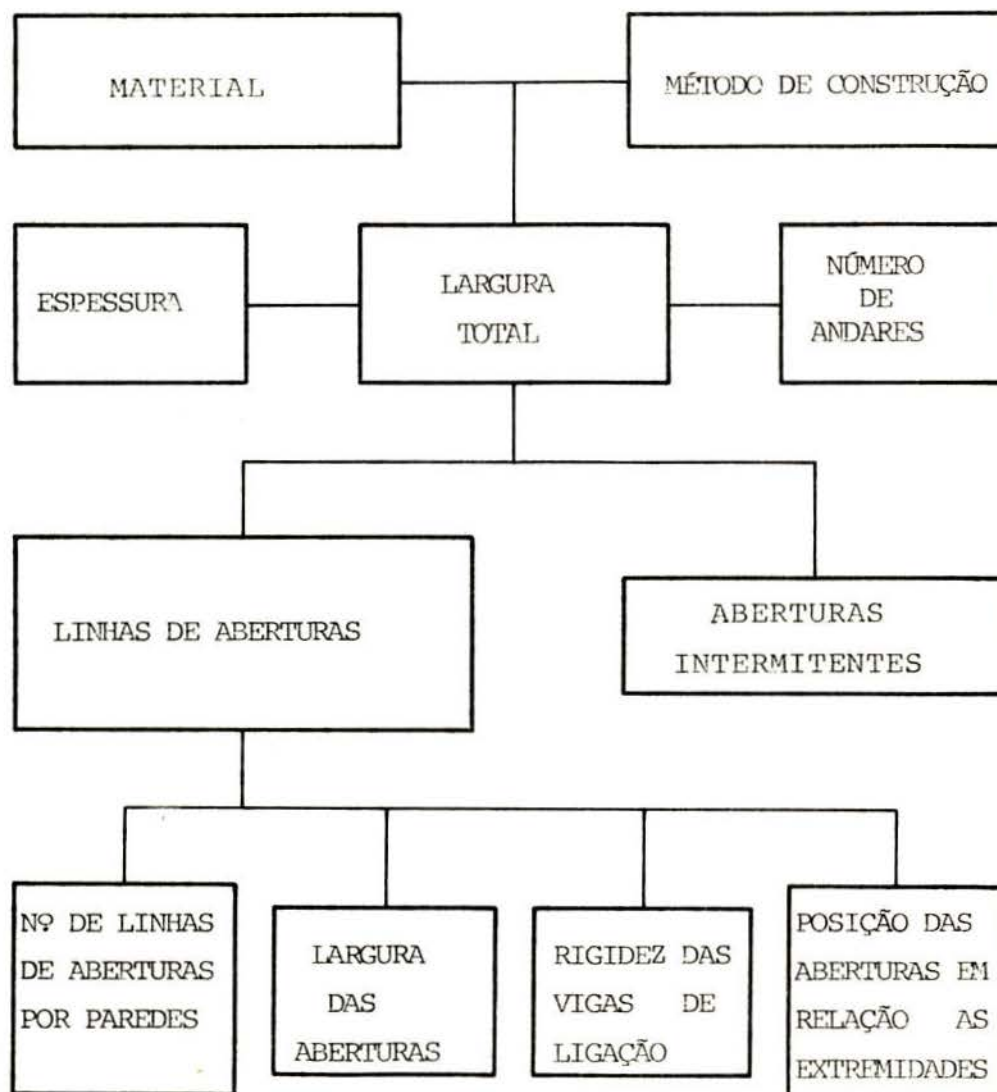 MATERIAL
MÉTODO DE CONSTRUÇÃO
ESPESSURA
LARGURA
TOTAL
NÚMERO
DE
ANDARES
LINHAS DE ABERTURAS
ABERTURAS
INTERMITENTES
Nº DE LINHAS
DE ABERTURAS
POR PAREDES
LARGURA
DAS
ABERTURAS
RIGIDEZ DAS
VIGAS DE
LIGAÇÃO
POSIÇÃO DAS
ABERTURAS EM
RELAÇÃO AS
EXTREMIDADES